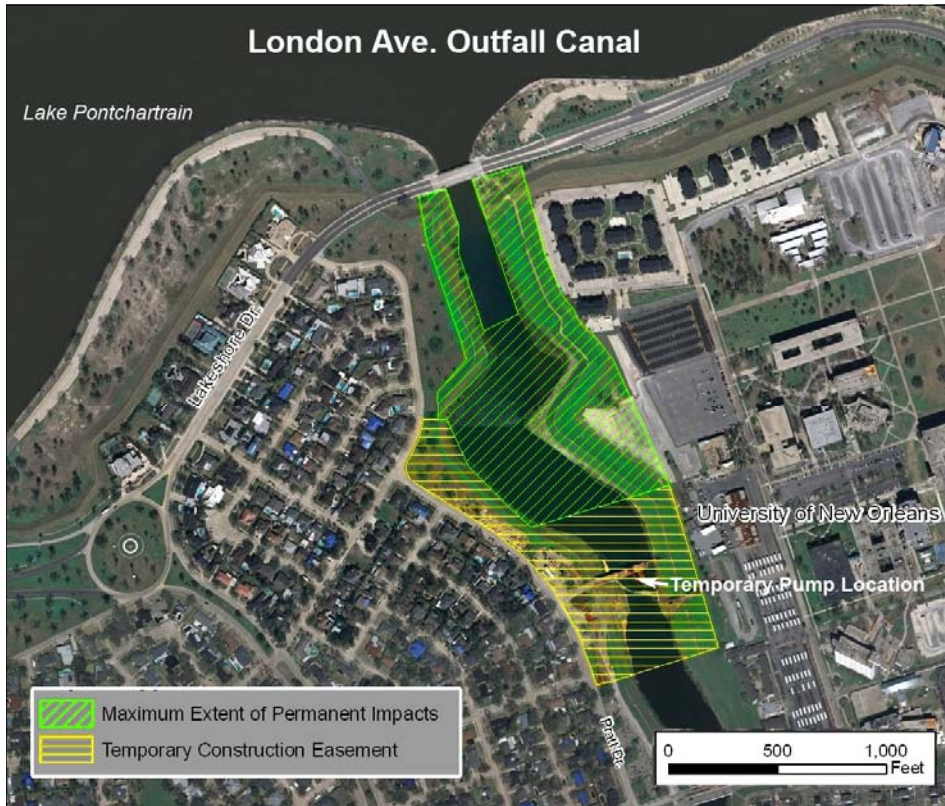 London Ave. Outfall Canal
Lake Pontchartrain
Lakeshore Dr.
University of New Orleans
Temporary Pump Location
Maximum Extent of Permanent Impacts
Temporary Construction Easement
Pratt Dr.
0 500 1,000
Feet